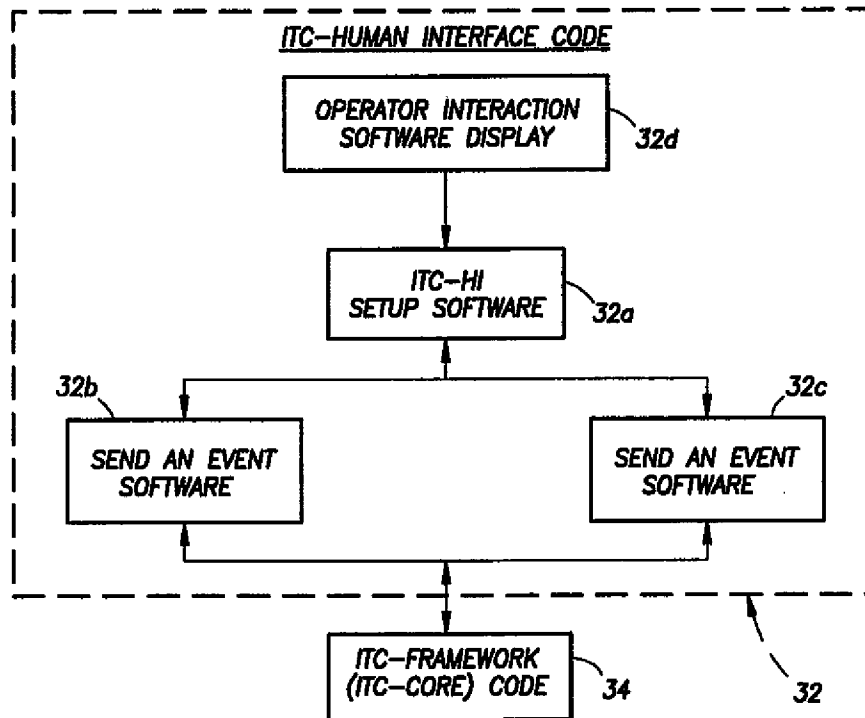 ITC-HUMAN INTERFACE CODE
OPERATOR INTERACTION
SOFTWARE DISPLAY
32d
ITC-HI
SETUP SOFTWARE
32a
32b
SEND AN EVENT
SOFTWARE
32c
SEND AN EVENT
SOFTWARE
ITC-FRAMEWORK
(ITC-CORE) CODE
34
32